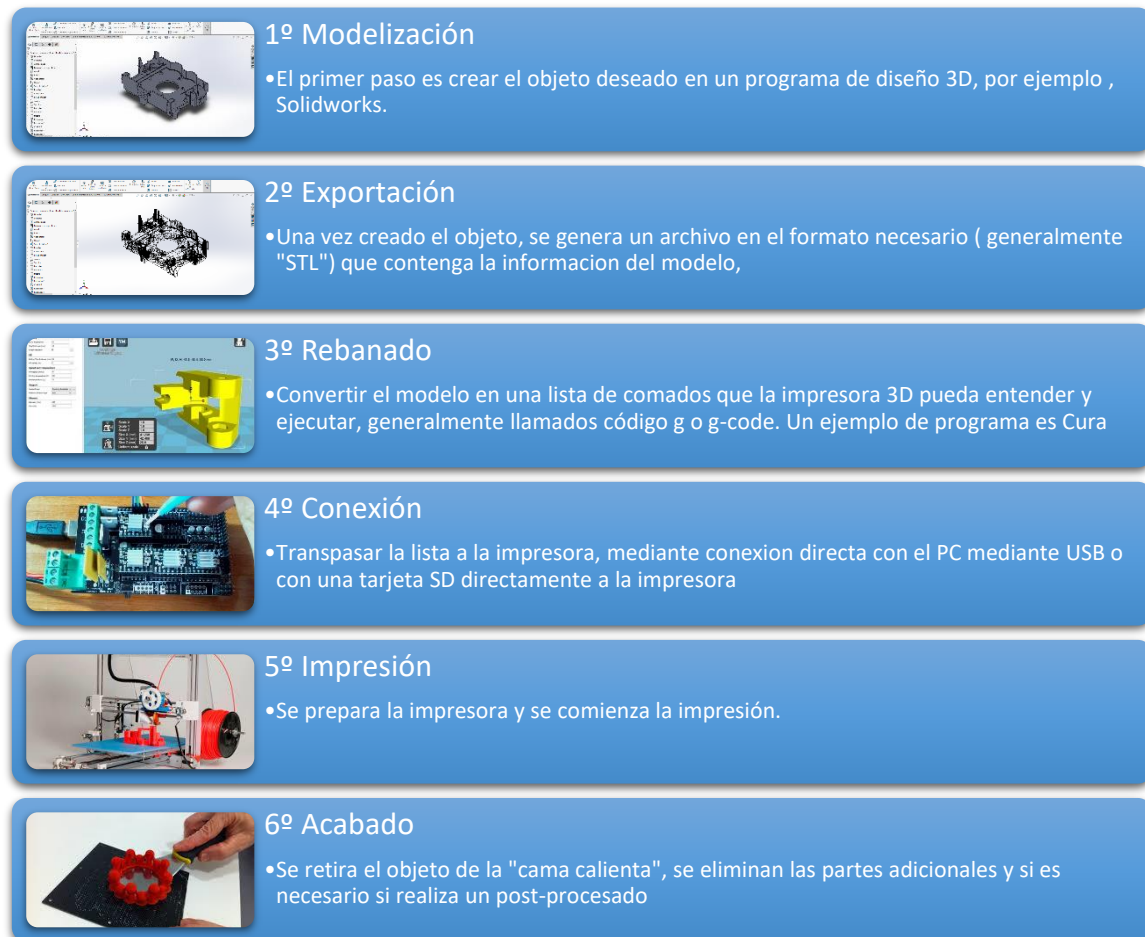 1º Modelización
•El primer paso es crear el objeto deseado en un programa de diseño 3D, por ejemplo ,
Solidworks.
2º Exportación
•Una vez creado el objeto, se genera un archivo en el formato necesario ( generalmente
"STL") que contenga la informacion del modelo,
3º Rebanado
•Convertir el modelo en una lista de comados que la impresora 3D pueda entender y
ejecutar, generalmente llamados código g o g-code. Un ejemplo de programa es Cura
4º Conexión
•Transpasar la lista a la impresora, mediante conexion directa con el PC mediante USB o
con una tarjeta SD directamente a la impresora
5º Impresión
•Se prepara la impresora y se comienza la impresión.
6º Acabado
•Se retira el objeto de la "cama calienta", se eliminan las partes adicionales y si es
necesario si realiza un post-procesado